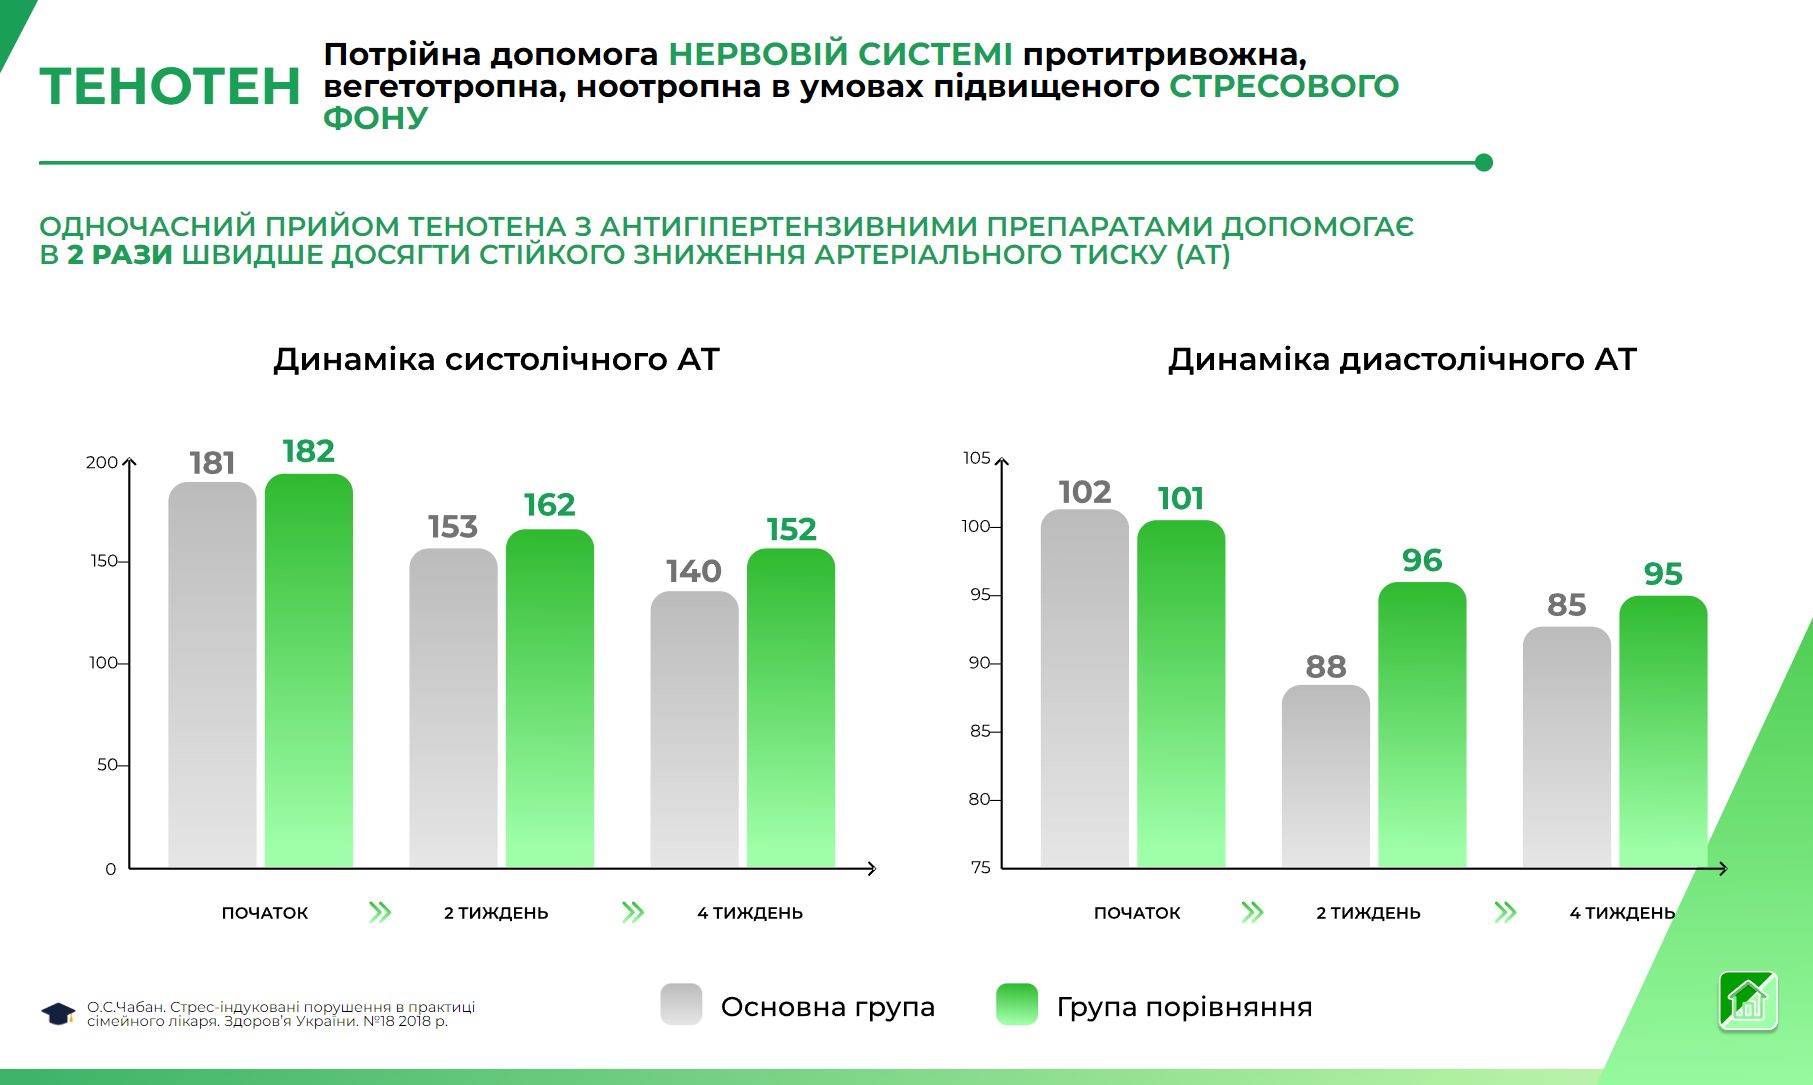 ТЕНОТЕН
Потрійна допомога НЕРВОВІЙ СИСТЕМІ протитривожна,
вегетотропна, ноотропна в умовах підвищеного СТРЕСОВОГО
ФОНУ
ОДНОЧАСНИЙ ПРИЙОМ ТЕНОТЕНА З АНТИГІПЕРТЕНЗИВНИМИ ПРЕПАРАТАМИ ДОПОМОГАЄ
В 2 РАЗИ ШВИДШЕ ДОСЯГТИ СТІЙКОГО ЗНИЖЕННЯ АРТЕРІАЛЬНОГО ТИСКУ (АТ)
Динаміка систолічного АТ
200
150
100
50
0
181
182
153
162
140
152
ПОЧАТОК
2 ТИЖДЕНЬ
4 ТИЖДЕНЬ
Динаміка диастолічного АТ
105
100
95
90
85
80
75
102
101
88
96
85
95
ПОЧАТОК
2 ТИЖДЕНЬ
4 ТИЖДЕНЬ
Основна група
Група порівняння
О.С.Чабан. Стрес-індуковані порушення в практиці
сімейного лікаря. Здоров'я України. №18 2018 р.